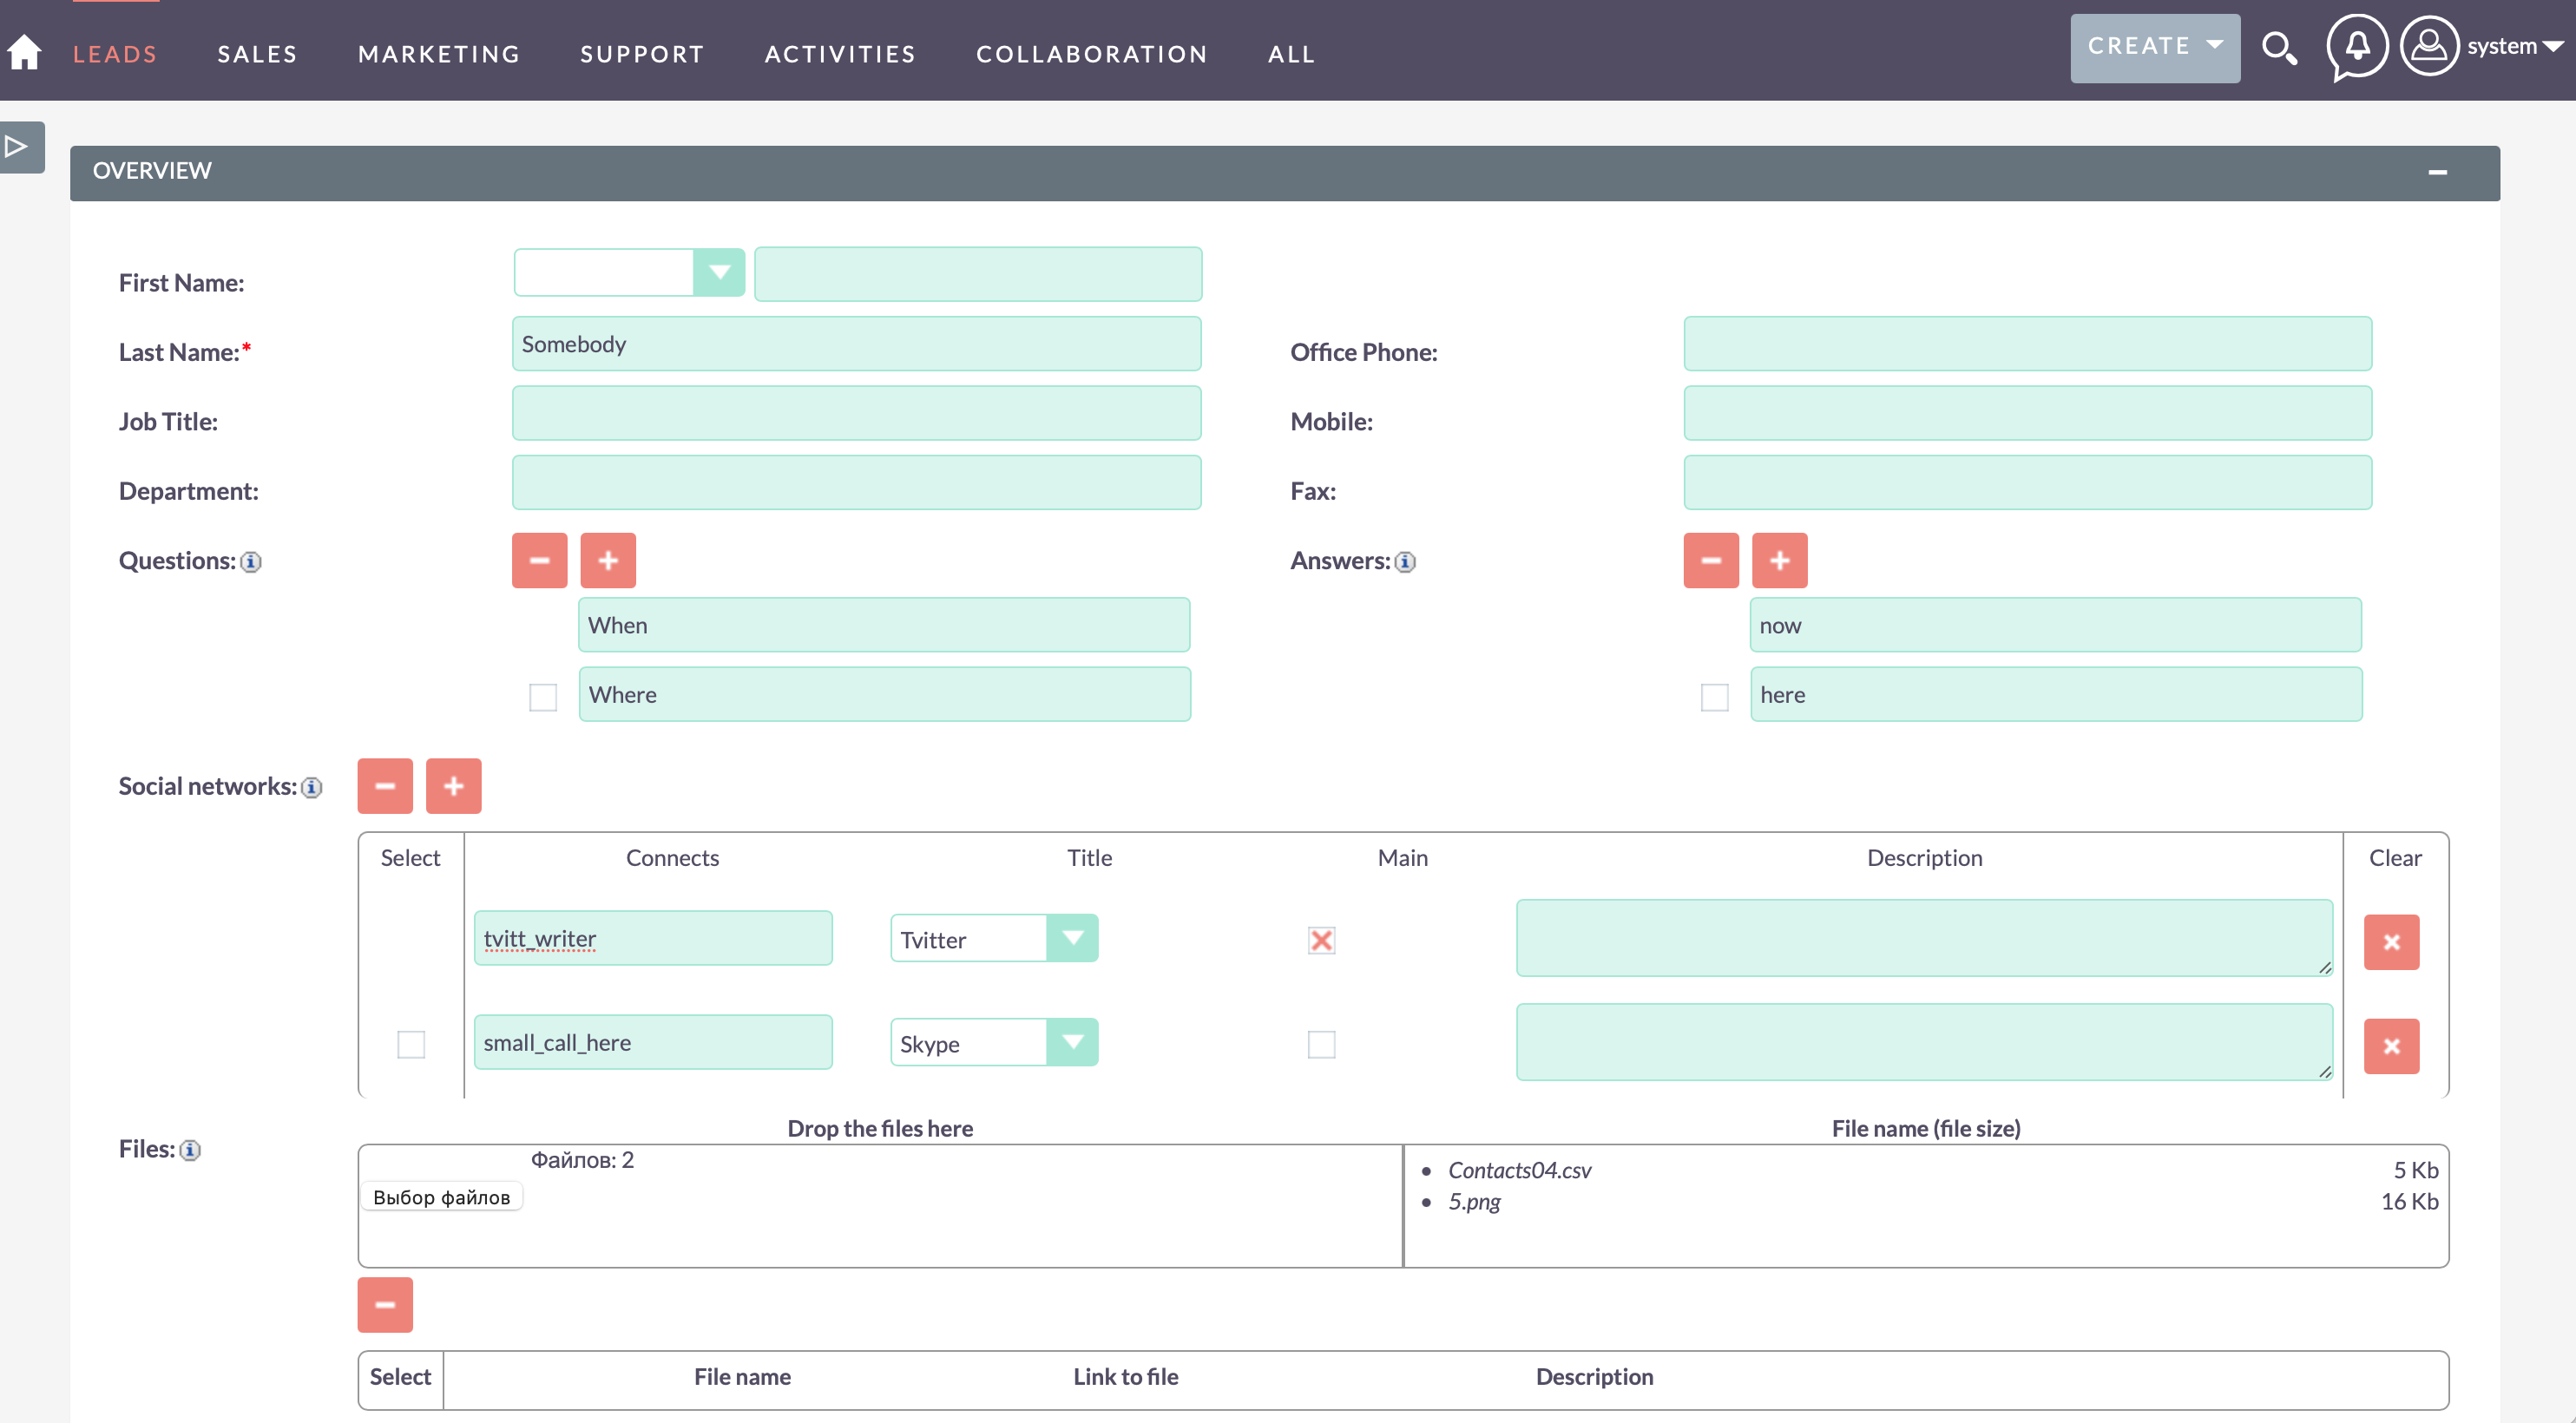 LEADS SALES MARKETING SUPPORT ACTIVITIES COLLABORATION ALL CREATE system
OVERVIEW
First Name:
Last Name:* Somebody Office Phone:
Job Title: Mobile:
Department: Fax:
Questions: Answers:
When now
Where here
Social networks:
Select Connects Title Main Description Clear
tvitt_writer Tvitter
small_call_here Skype
Drop the files here File name (file size)
Files:
Файлов: 2
Выбор файлов
Contacts04.csv 5 Kb
5.png 16 Kb
Select File name Link to file Description